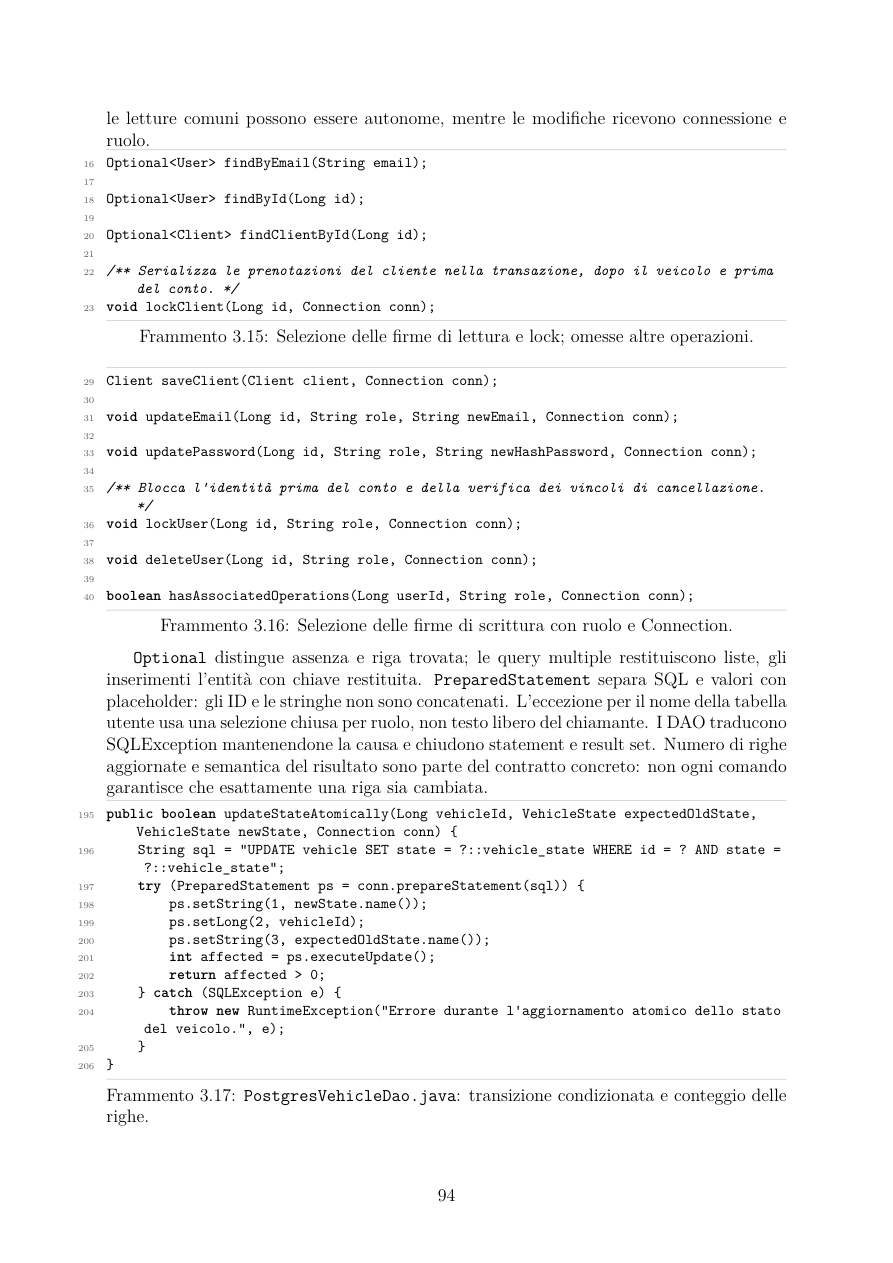 le letture comuni possono essere autonome, mentre le modifiche ricevono connessione e
ruolo.
16 Optional<User> findByEmail(String email);
17
18 Optional<User> findById(Long id);
19
20 Optional<Client> findClientById(Long id);
21
22 /** Serializza le prenotazioni del cliente nella transazione, dopo il veicolo e prima
del conto. */
23 void lockClient(Long id, Connection conn);
Frammento 3.15: Selezione delle firme di lettura e lock; omesse altre operazioni.
29 Client saveClient(Client client, Connection conn);
30
31 void updateEmail(Long id, String role, String newEmail, Connection conn);
32
33 void updatePassword(Long id, String role, String newHashPassword, Connection conn);
34
35 /** Blocca l'identità prima del conto e della verifica dei vincoli di cancellazione.
*/
36 void lockUser(Long id, String role, Connection conn);
37
38 void deleteUser(Long id, String role, Connection conn);
39
40 boolean hasAssociatedOperations(Long userId, String role, Connection conn);
Frammento 3.16: Selezione delle firme di scrittura con ruolo e Connection.
Optional distingue assenza e riga trovata; le query multiple restituiscono liste, gli
inserimenti l'entità con chiave restituita. PreparedStatement separa SQL e valori con
placeholder: gli ID e le stringhe non sono concatenati. L'eccezione per il nome della tabella
utente usa una selezione chiusa per ruolo, non testo libero del chiamante. I DAO traducono
SQLException mantenendone la causa e chiudono statement e result set. Numero di righe
aggiornate e semantica del risultato sono parte del contratto concreto: non ogni comando
garantisce che esattamente una riga sia cambiata.
195 public boolean updateStateAtomically(Long vehicleId, VehicleState expectedOldState,
VehicleState newState, Connection conn) {
196 String sql = "UPDATE vehicle SET state = ?::vehicle_state WHERE id = ? AND state =
?::vehicle_state";
197 try (PreparedStatement ps = conn.prepareStatement(sql)) {
198 ps.setString(1, newState.name());
199 ps.setLong(2, vehicleId);
200 ps.setString(3, expectedOldState.name());
201 int affected = ps.executeUpdate();
202 return affected > 0;
203 } catch (SQLException e) {
204 throw new RuntimeException("Errore durante l'aggiornamento atomico dello stato
del veicolo.", e);
205 }
206 }
Frammento 3.17: PostgresVehicleDao.java: transizione condizionata e conteggio delle
righe.
94